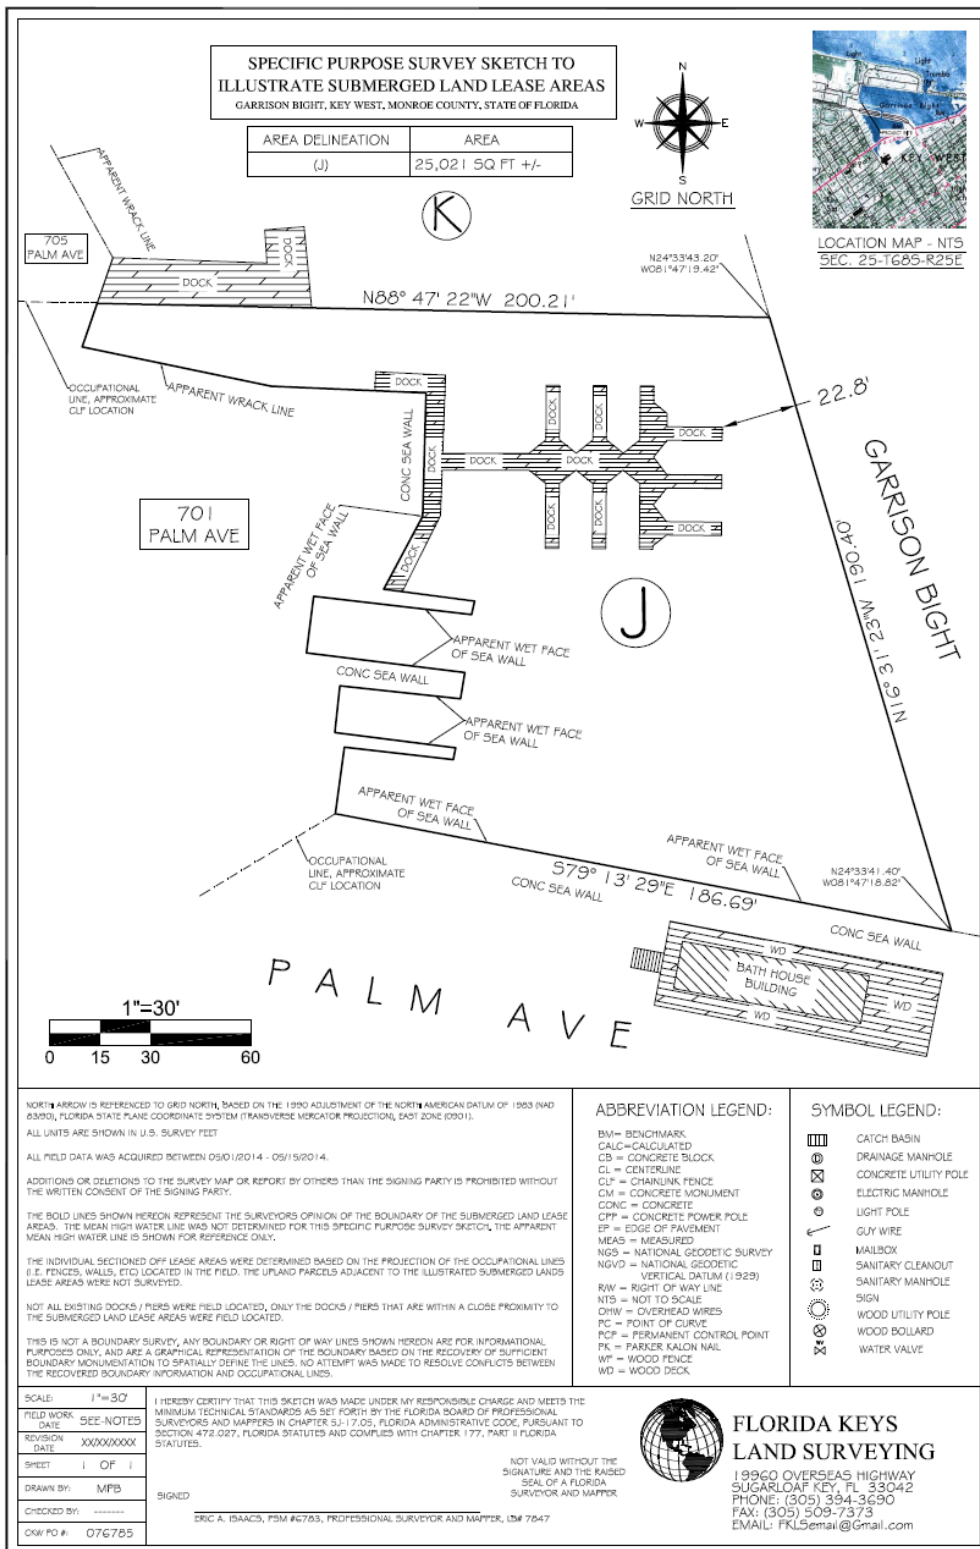 SPECIFIC PURPOSE SURVEY SKETCH TO
ILLUSTRATE SUBMERGED LAND LEASE AREAS
GARRISON BIGHT, KEY WEST, MONROE COUNTY, STATE OF FLORIDA
AREA DELINEATION AREA
(J) 25,021 SQ FT +/-
N
W E
S
GRID NORTH
Light
Light
Trumbo
Garrison Bight
KEY WEST
LOCATION MAP - NTS
SEC. 25-T68S-R25E
K
APPARENT WRACK LINE
705
PALM AVE
DOCK
DOCK
N24°33'43.20"
W081°47'19.42"
N88° 47' 22"W 200.21'
OCCUPATIONAL
LINE, APPROXIMATE
CLF LOCATION
APPARENT WRACK LINE
DOCK
CONC SEA WALL
DOCK
DOCK
DOCK
DOCK
DOCK
DOCK
DOCK
DOCK
DOCK
DOCK
22.8'
GARRISON BIGHT
N16° 31' 23"W 190.40'
701
PALM AVE
APPARENT WET FACE
OF SEA WALL
DOCK
J
APPARENT WET FACE
OF SEA WALL
CONC SEA WALL
APPARENT WET FACE
OF SEA WALL
APPARENT WET FACE
OF SEA WALL
APPARENT WET FACE
OF SEA WALL
OCCUPATIONAL
LINE, APPROXIMATE
CLF LOCATION
S79° 13' 29"E 186.69'
CONC SEA WALL
N24°33'41.40"
W081°47'18.82"
CONC SEA WALL
WD
BATH HOUSE
BUILDING
WD
WD
PALM AVE
1"=30'
0 15 30 60
NORTH ARROW IS REFERENCED TO GRID NORTH, BASED ON THE 1990 ADJUSTMENT OF THE NORTH AMERICAN DATUM OF 1983 (NAD
83/90), FLORIDA STATE PLANE COORDINATE SYSTEM (TRANSVERSE MERCATOR PROJECTION), EAST ZONE (0901).
ALL UNITS ARE SHOWN IN U.S. SURVEY FEET
ALL FIELD DATA WAS ACQUIRED BETWEEN 05/01/2014 - 05/15/2014.
ADDITIONS OR DELETIONS TO THE SURVEY MAP OR REPORT BY OTHERS THAN THE SIGNING PARTY IS PROHIBITED WITHOUT
THE WRITTEN CONSENT OF THE SIGNING PARTY.
THE BOLD LINES SHOWN HEREON REPRESENT THE SURVEYORS OPINION OF THE BOUNDARY OF THE SUBMERGED LAND LEASE
AREAS. THE MEAN HIGH WATER LINE WAS NOT DETERMINED FOR THIS SPECIFIC PURPOSE SURVEY SKETCH, THE APPARENT
MEAN HIGH WATER LINE IS SHOWN FOR REFERENCE ONLY.
THE INDIVIDUAL SECTIONED OFF LEASE AREAS WERE DETERMINED BASED ON THE PROJECTION OF THE OCCUPATIONAL LINES
(I.E. FENCES, WALLS, ETC) LOCATED IN THE FIELD. THE UPLAND PARCELS ADJACENT TO THE ILLUSTRATED SUBMERGED LANDS
LEASE AREAS WERE NOT SURVEYED.
NOT ALL EXISTING DOCKS / PIERS WERE FIELD LOCATED, ONLY THE DOCKS / PIERS THAT ARE WITHIN A CLOSE PROXIMITY TO
THE SUBMERGED LAND LEASE AREAS WERE FIELD LOCATED.
THIS IS NOT A BOUNDARY SURVEY, ANY BOUNDARY OR RIGHT OF WAY LINES SHOWN HEREON ARE FOR INFORMATIONAL
PURPOSES ONLY, AND ARE A GRAPHICAL REPRESENTATION OF THE BOUNDARY BASED ON THE RECOVERY OF SUFFICIENT
BOUNDARY MONUMENTATION TO SPATIALLY DEFINE THE LINES. NO ATTEMPT WAS MADE TO RESOLVE CONFLICTS BETWEEN
THE RECOVERED BOUNDARY INFORMATION AND OCCUPATIONAL LINES.
ABBREVIATION LEGEND:
BM= BENCHMARK
CALC=CALCULATED
CB = CONCRETE BLOCK
CL = CENTERLINE
CLF = CHAINLINK FENCE
CM = CONCRETE MONUMENT
CONC = CONCRETE
CPP = CONCRETE POWER POLE
EP = EDGE OF PAVEMENT
MEAS = MEASURED
NGS = NATIONAL GEODETIC SURVEY
NGVD = NATIONAL GEODETIC
VERTICAL DATUM (1929)
R/W = RIGHT OF WAY LINE
NTS = NOT TO SCALE
OHW = OVERHEAD WIRES
PC = POINT OF CURVE
PCP = PERMANENT CONTROL POINT
PK = PARKER KALON NAIL
WF = WOOD FENCE
WD = WOOD DECK
SYMBOL LEGEND:
CATCH BASIN
DRAINAGE MANHOLE
CONCRETE UTILITY POLE
ELECTRIC MANHOLE
LIGHT POLE
GUY WIRE
MAILBOX
SANITARY CLEANOUT
SANITARY MANHOLE
SIGN
WOOD UTILITY POLE
WOOD BOLLARD
WV WATER VALVE
SCALE: 1"=30'
FIELD WORK
DATE SEE-NOTES
REVISION
DATE XX/XX/XXXX
SHEET 1 OF 1
DRAWN BY: MPB
CHECKED BY: -------
CKW PO #: 076785
I HEREBY CERTIFY THAT THIS SKETCH WAS MADE UNDER MY RESPONSIBLE CHARGE AND MEETS THE
MINIMUM TECHNICAL STANDARDS AS SET FORTH BY THE FLORIDA BOARD OF PROFESSIONAL
SURVEYORS AND MAPPERS IN CHAPTER 5J-17.05, FLORIDA ADMINISTRATIVE CODE, PURSUANT TO
SECTION 472.027, FLORIDA STATUTES AND COMPLIES WITH CHAPTER 177, PART II FLORIDA
STATUTES.
NOT VALID WITHOUT THE
SIGNATURE AND THE RAISED
SEAL OF A FLORIDA
SURVEYOR AND MAPPER
SIGNED
ERIC A. ISAACS, PSM #6783, PROFESSIONAL SURVEYOR AND MAPPER, LB# 7847
FLORIDA KEYS
LAND SURVEYING
19960 OVERSEAS HIGHWAY
SUGARLOAF KEY, FL 33042
PHONE: (305) 394-3690
FAX: (305) 509-7373
EMAIL: FKLSemail@Gmail.com